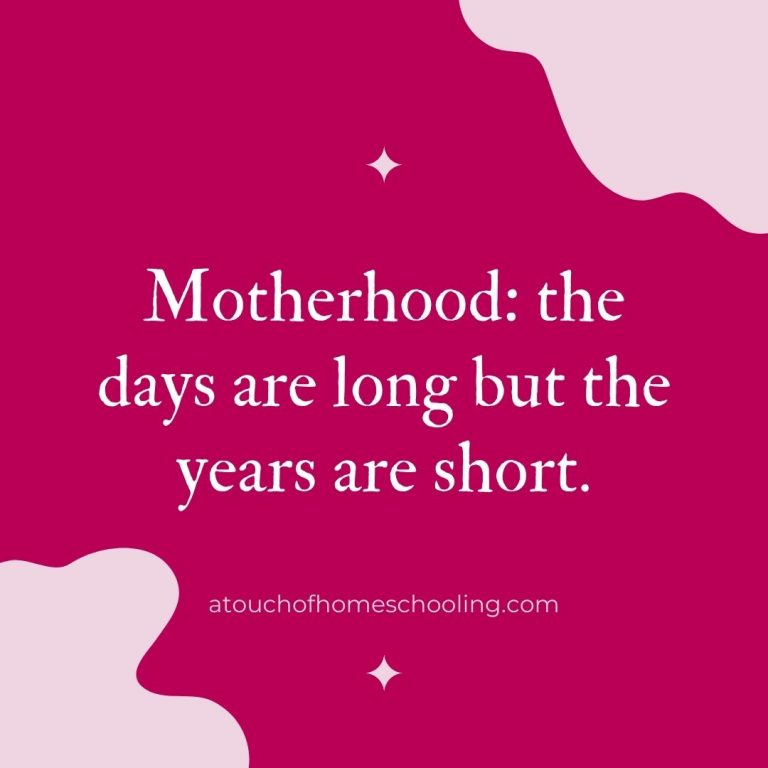 Motherhood: the
days are long but the
years are short.
atouchofhomeschooling.com